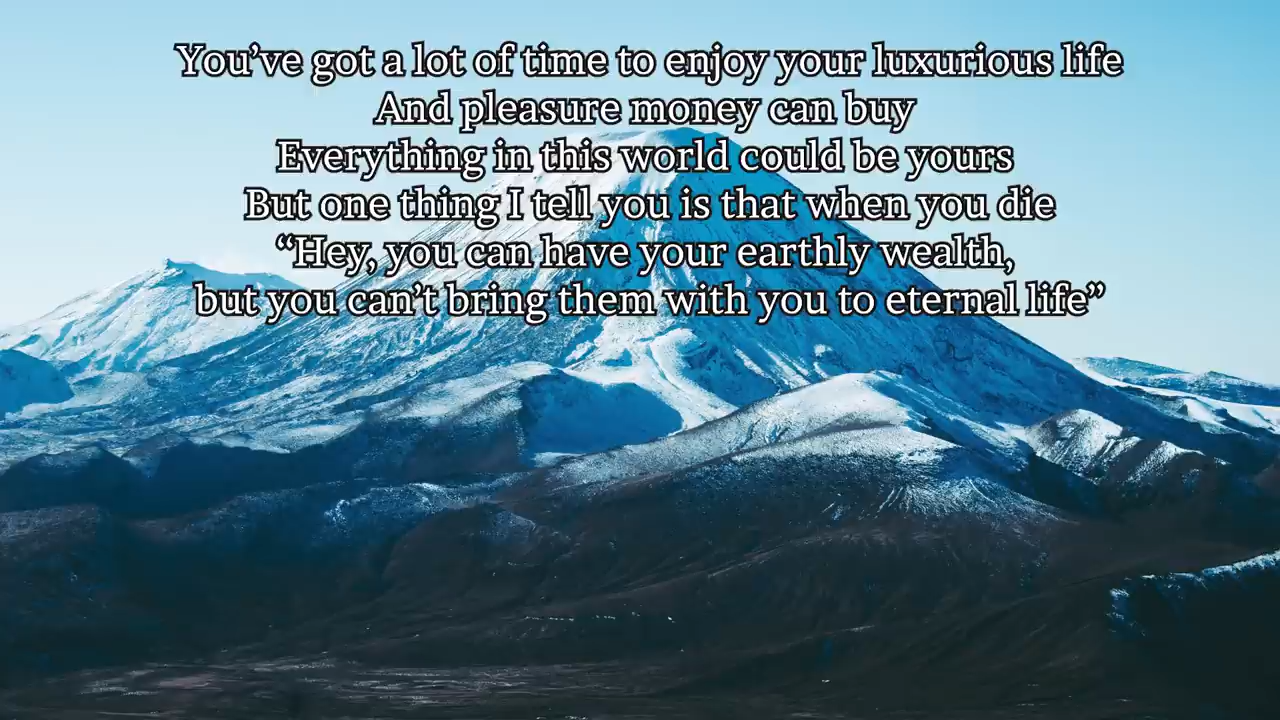 You’ve got a lot of time to enjoy your luxurious life
And pleasure money can buy
Everything in this world could be yours
But one thing I tell you is that when you die
“Hey, you can have your earthly wealth,
but you can’t bring them with you to eternal life”